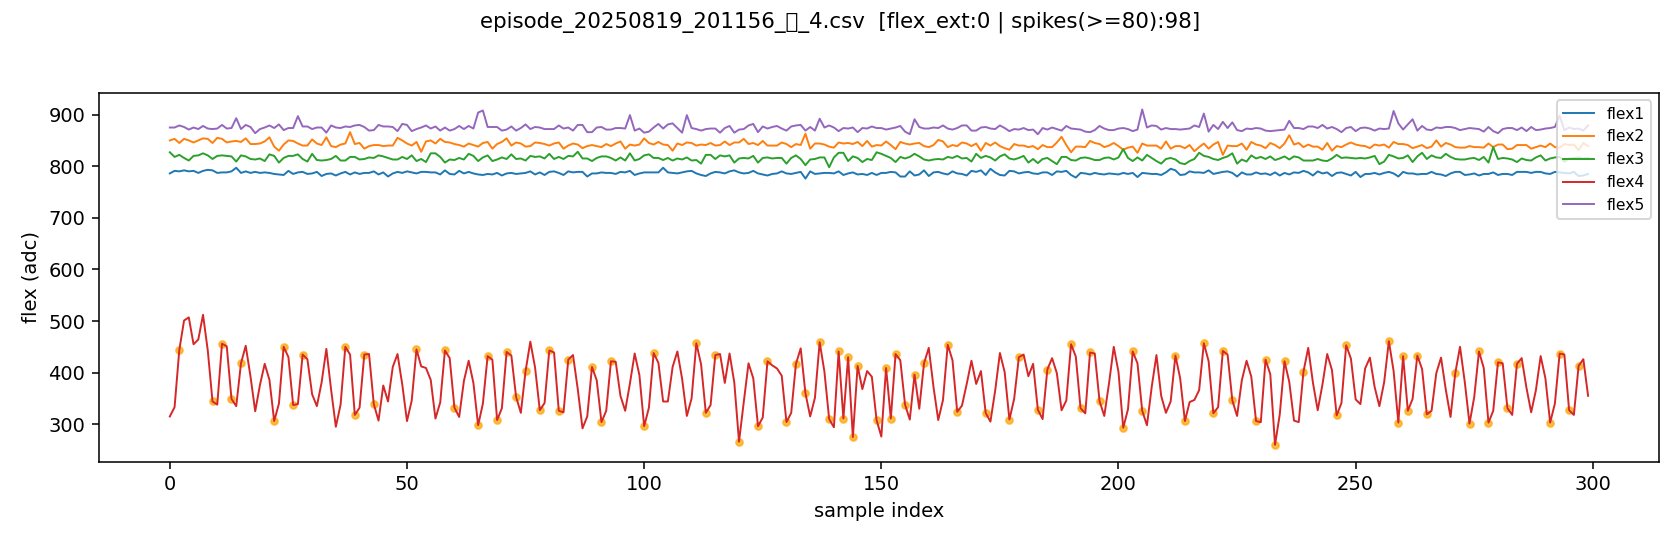 episode_20250819_201156_▯_4.csv  [flex_ext:0 | spikes(>=80):98]
900
800
700
600
500
400
300
flex (adc)
0
50
100
150
200
250
300
sample index
flex1
flex2
flex3
flex4
flex5